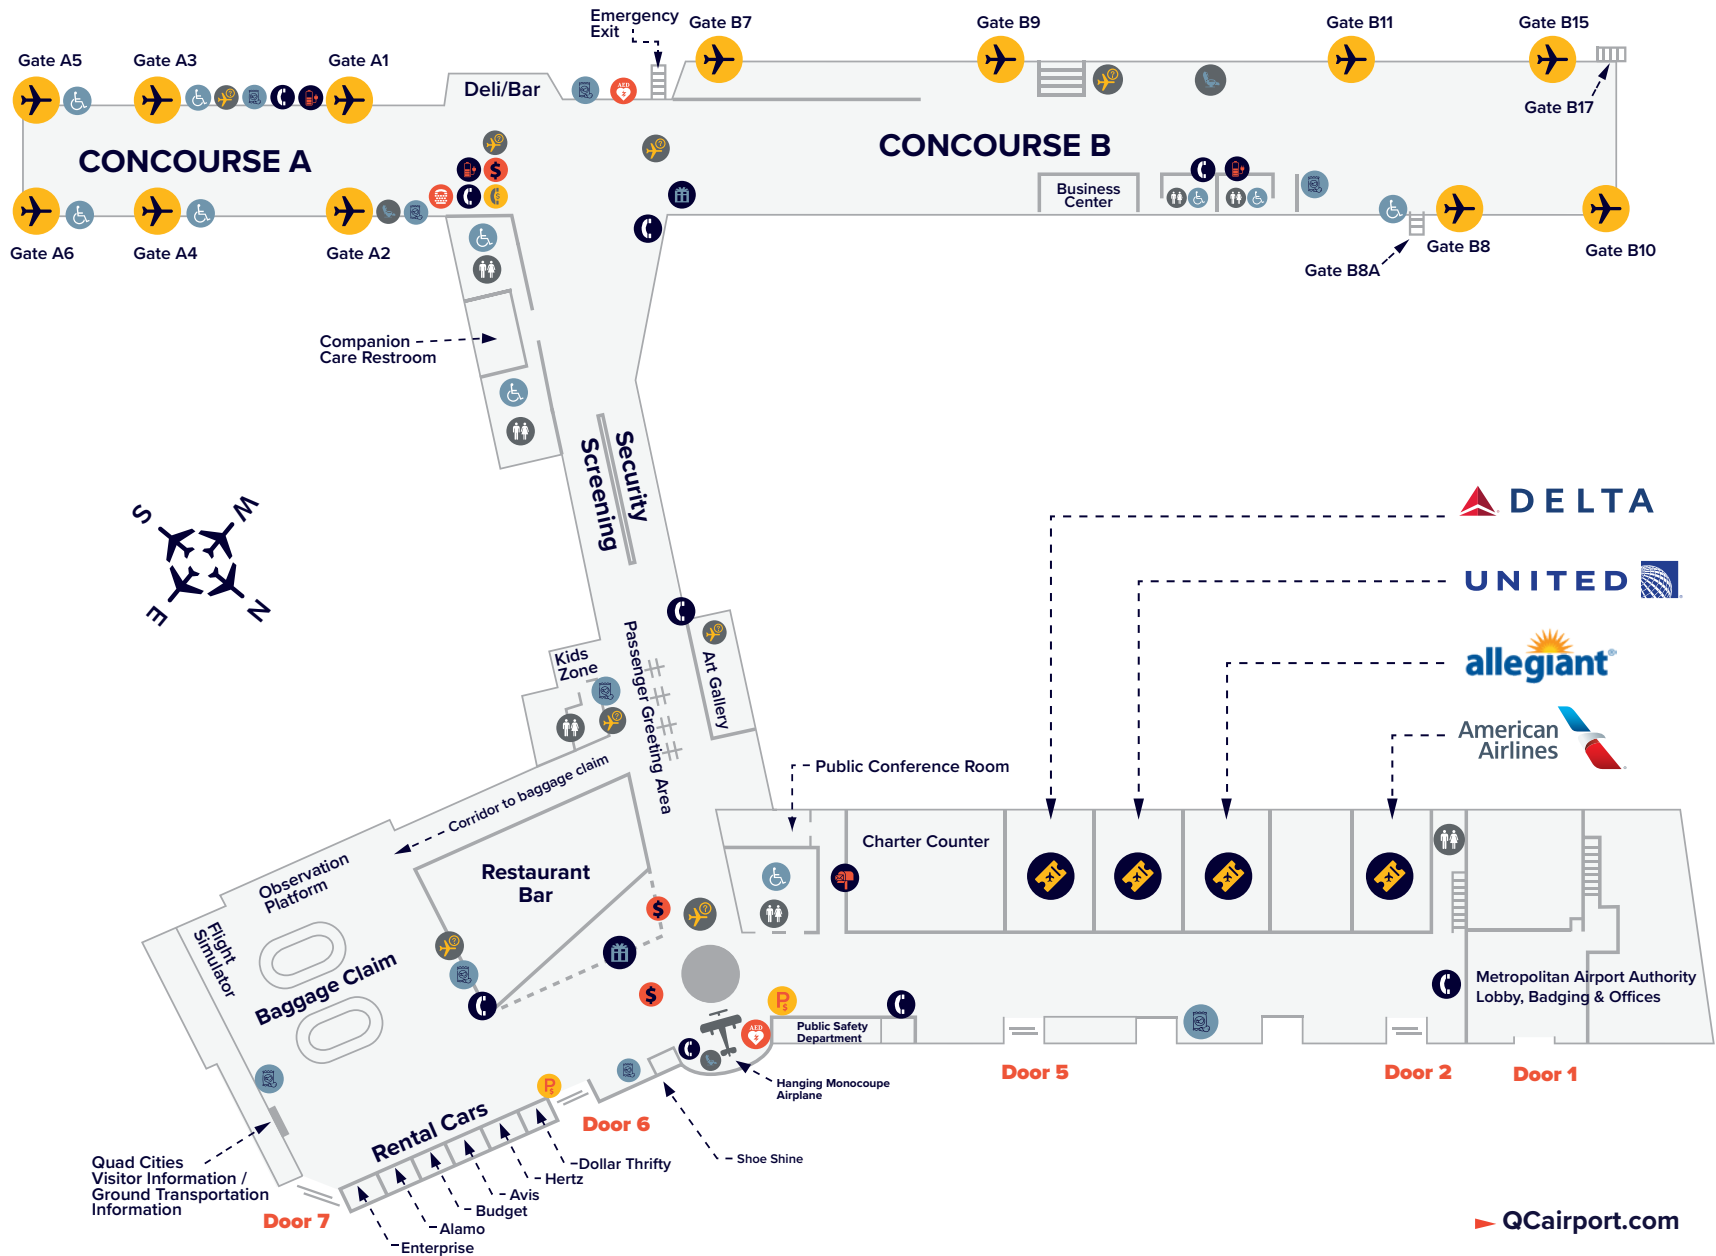 Emergency
Exit
Gate B7
Gate B9
Gate B11
Gate B15
Gate A5
Gate A3
Gate A1
Deli/Bar
AED
Gate B17
CONCOURSE A
CONCOURSE B
Business
Center
Gate A6
Gate A4
Gate A2
Gate B8
Gate B10
Gate B8A
Companion
Care Restroom
Security
Screening
S
W
E
N
DELTA
UNITED
allegiant
American
Airlines
Kids
Zone
Passenger Greeting Area
Art Gallery
Corridor to baggage claim
Public Conference Room
Charter Counter
Observation
Platform
Restaurant
Bar
Flight
Simulator
Baggage Claim
Metropolitan Airport Authority
Lobby, Badging & Offices
P$
AED
Public Safety
Department
Door 5
Door 2
Door 1
Hanging Monocoupe
Airplane
P$
Rental Cars
Door 6
Shoe Shine
Quad Cities
Visitor Information /
Ground Transportation
Information
Dollar Thrifty
Hertz
Avis
Budget
Alamo
Enterprise
Door 7
QCairport.com